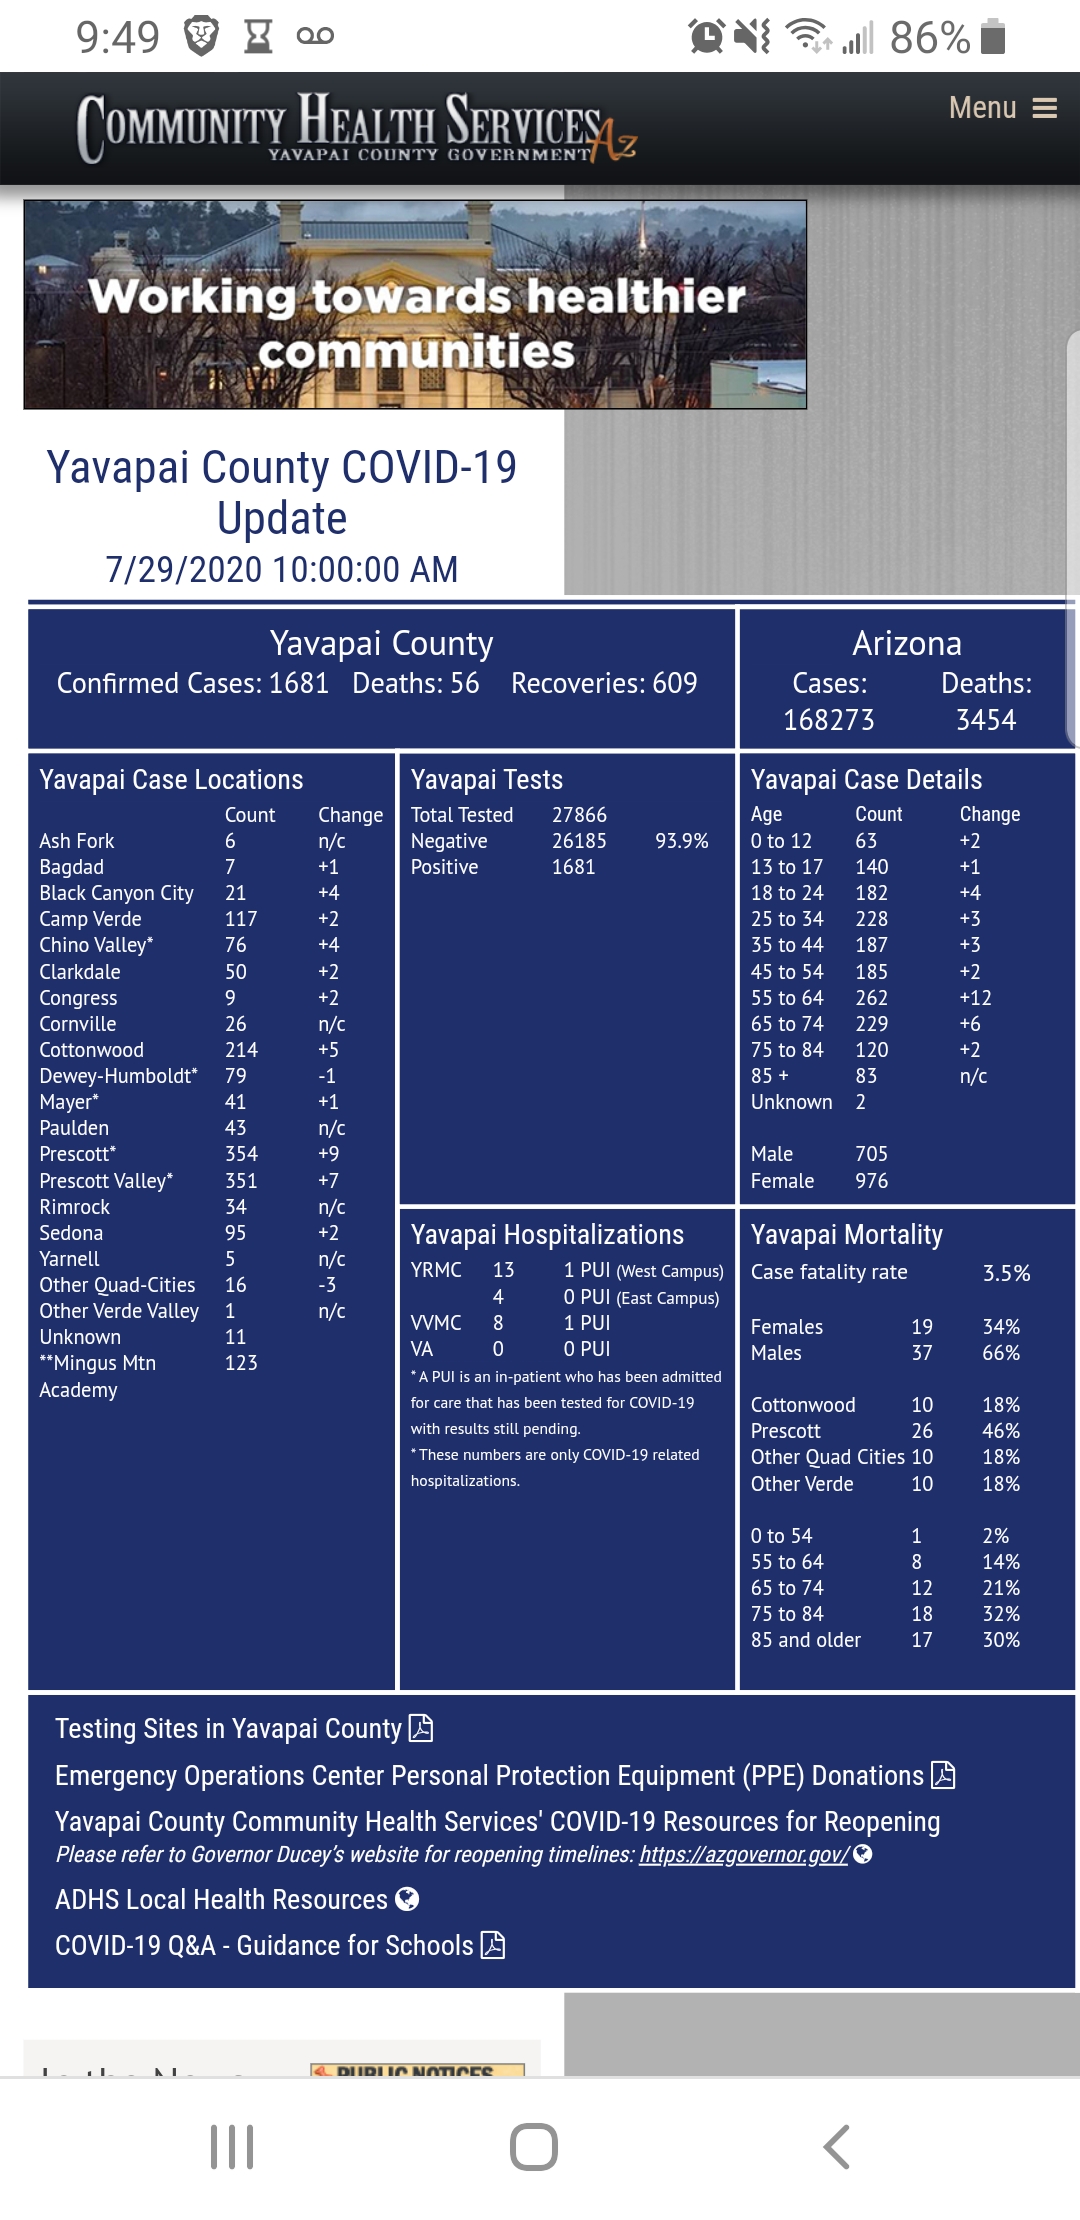 9:49 86%
COMMUNITY HEALTH SERVICES Az
YAVAPAI COUNTY GOVERNMENT
Menu
Working towards healthier
communities
Yavapai County COVID-19
Update
7/29/2020 10:00:00 AM
Yavapai County
Confirmed Cases: 1681 Deaths: 56 Recoveries: 609
Arizona
Cases: Deaths:
168273 3454
Yavapai Case Locations
Count Change
Ash Fork 6 n/c
Bagdad 7 +1
Black Canyon City 21 +4
Camp Verde 117 +2
Chino Valley* 76 +4
Clarkdale 50 +2
Congress 9 +2
Cornville 26 n/c
Cottonwood 214 +5
Dewey-Humboldt* 79 -1
Mayer* 41 +1
Paulden 43 n/c
Prescott* 354 +9
Prescott Valley* 351 +7
Rimrock 34 n/c
Sedona 95 +2
Yarnell 5 n/c
Other Quad-Cities 16 -3
Other Verde Valley 1 n/c
Unknown 11
**Mingus Mtn 123
Academy
Yavapai Tests
Total Tested 27866
Negative 26185 93.9%
Positive 1681
Yavapai Case Details
Age Count Change
0 to 12 63 +2
13 to 17 140 +1
18 to 24 182 +4
25 to 34 228 +3
35 to 44 187 +3
45 to 54 185 +2
55 to 64 262 +12
65 to 74 229 +6
75 to 84 120 +2
85 + 83 n/c
Unknown 2
Male 705
Female 976
Yavapai Hospitalizations
YRMC 13 1 PUI (West Campus)
4 0 PUI (East Campus)
VVMC 8 1 PUI
VA 0 0 PUI
* A PUI is an in-patient who has been admitted
for care that has been tested for COVID-19
with results still pending.
* These numbers are only COVID-19 related
hospitalizations.
Yavapai Mortality
Case fatality rate 3.5%
Females 19 34%
Males 37 66%
Cottonwood 10 18%
Prescott 26 46%
Other Quad Cities 10 18%
Other Verde 10 18%
0 to 54 1 2%
55 to 64 8 14%
65 to 74 12 21%
75 to 84 18 32%
85 and older 17 30%
Testing Sites in Yavapai County
Emergency Operations Center Personal Protection Equipment (PPE) Donations
Yavapai County Community Health Services' COVID-19 Resources for Reopening
Please refer to Governor Ducey's website for reopening timelines: https://azgovernor.gov/
ADHS Local Health Resources
COVID-19 Q&A - Guidance for Schools
In the News
PUBLIC NOTICES